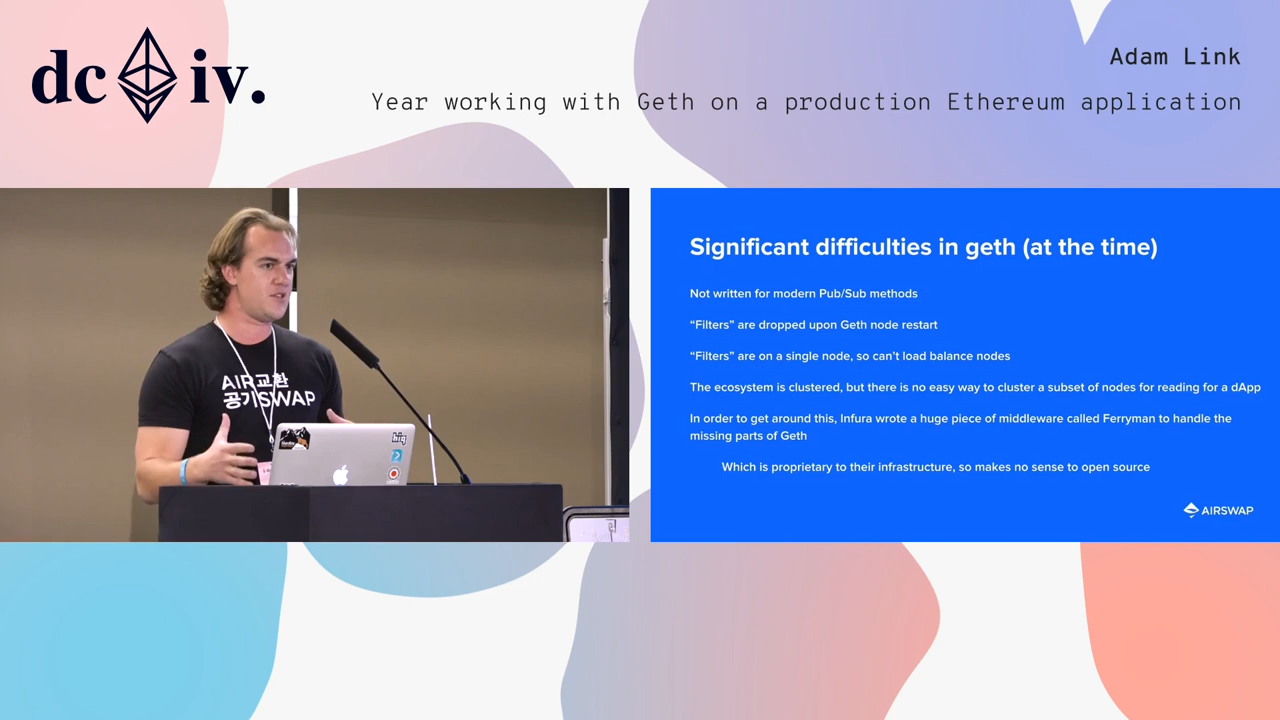 dc iv.
Adam Link
Year working with Geth on a production Ethereum application
AIR교환
공기SWAP
hiq
Significant difficulties in geth (at the time)
Not written for modern Pub/Sub methods
“Filters” are dropped upon Geth node restart
“Filters” are on a single node, so can’t load balance nodes
The ecosystem is clustered, but there is no easy way to cluster a subset of nodes for reading for a dApp
In order to get around this, Infura wrote a huge piece of middleware called Ferryman to handle the
missing parts of Geth
Which is proprietary to their infrastructure, so makes no sense to open source
AIRSWAP